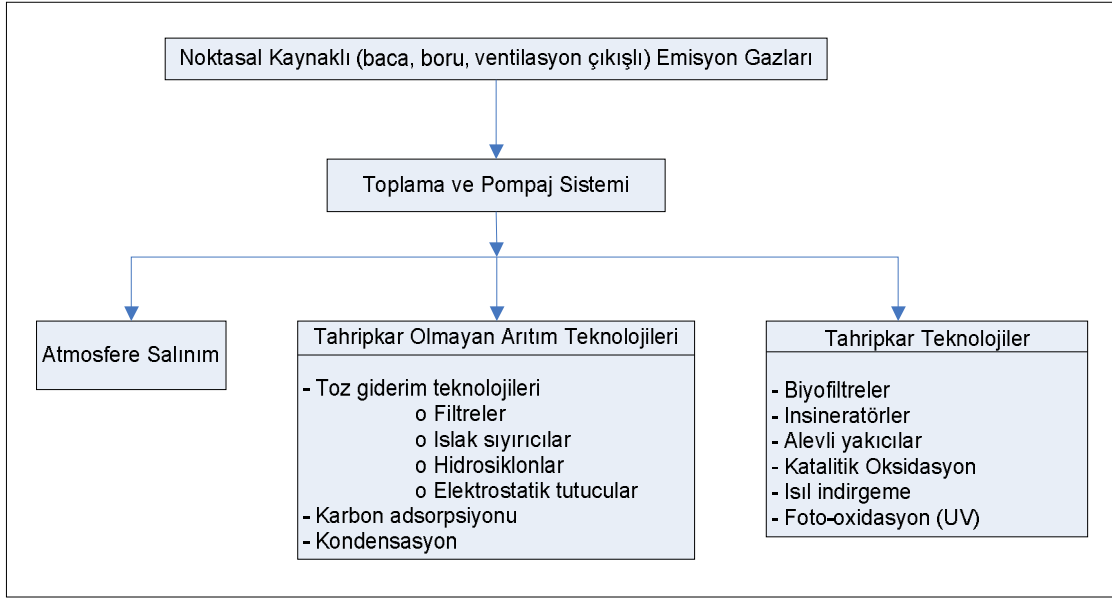 Noktasal Kaynaklı (baca, boru, ventilasyon çıkışlı) Emisyon Gazları
Toplama ve Pompaj Sistemi
Atmosfere Salınım
Tahripkar Olmayan Arıtım Teknolojileri
- Toz giderim teknolojileri
o Filtreler
o Islak sıyırıcılar
o Hidrosiklonlar
o Elektrostatik tutucular
- Karbon adsorpsiyonu
- Kondensasyon
Tahripkar Teknolojiler
- Biyofiltreler
- Insineratörler
- Alevli yakıcılar
- Katalitik Oksidasyon
- Isıl indirgeme
- Foto-oxidasyon (UV)